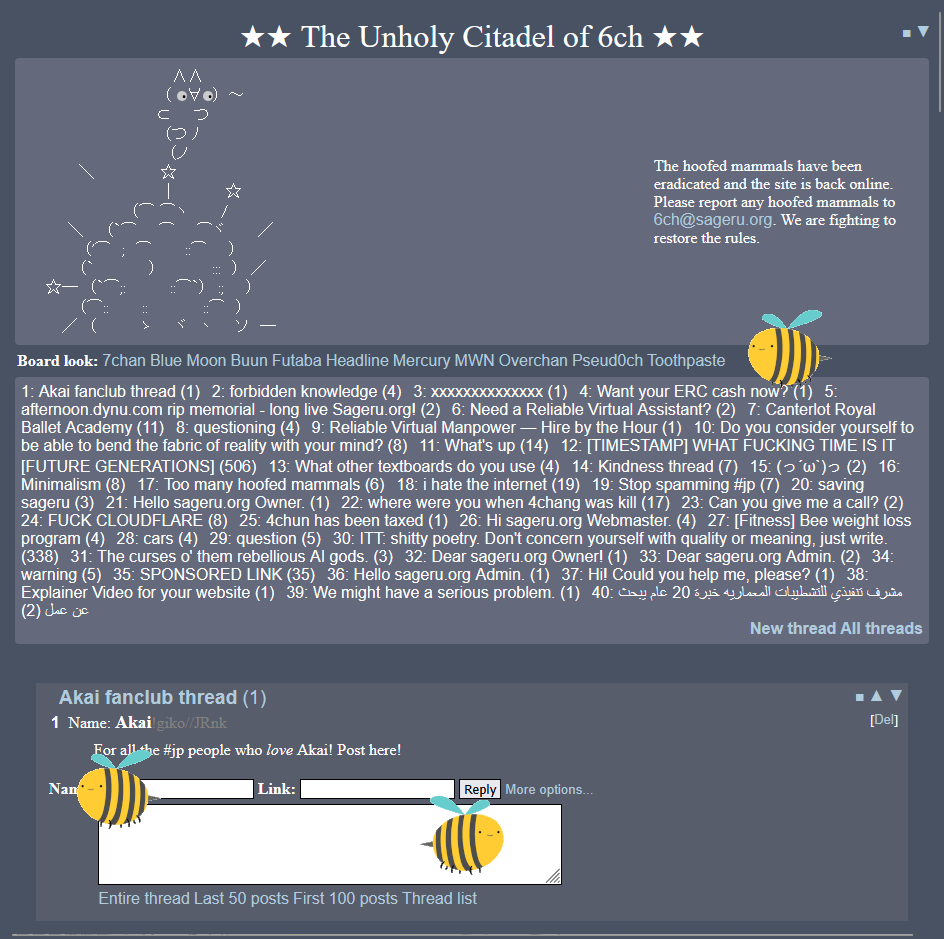 ★★ The Unholy Citadel of 6ch ★★
The hoofed mammals have been
eradicated and the site is back online.
Please report any hoofed mammals to
6ch@sageru.org. We are fighting to
restore the rules.
Board look: 7chan Blue Moon Buun Futaba Headline Mercury MWN Overchan Pseud0ch Toothpaste
1: Akai fanclub thread (1) 2: forbidden knowledge (4) 3: xxxxxxxxxxxxxx (1) 4: Want your ERC cash now? (1) 5:
afternoon.dynu.com rip memorial - long live Sageru.org! (2) 6: Need a Reliable Virtual Assistant? (2) 7: Canterlot Royal
Ballet Academy (11) 8: questioning (4) 9: Reliable Virtual Manpower — Hire by the Hour (1) 10: Do you consider yourself to
be able to bend the fabric of reality with your mind? (8) 11: What's up (14) 12: [TIMESTAMP] WHAT FUCKING TIME IS IT
[FUTURE GENERATIONS] (506) 13: What other textboards do you use (4) 14: Kindness thread (7) 15: (っ´ω`)っ (2) 16:
Minimalism (8) 17: Too many hoofed mammals (6) 18: i hate the internet (19) 19: Stop spamming #jp (7) 20: saving
sageru (3) 21: Hello sageru.org Owner. (1) 22: where were you when 4chang was kill (17) 23: Can you give me a call? (2)
24: FUCK CLOUDFLARE (8) 25: 4chun has been taxed (1) 26: Hi sageru.org Webmaster. (4) 27: [Fitness] Bee weight loss
program (4) 28: cars (4) 29: question (5) 30: ITT: shitty poetry. Don't concern yourself with quality or meaning, just write.
(338) 31: The curses o' them rebellious AI gods. (3) 32: Dear sageru.org Owner! (1) 33: Dear sageru.org Admin. (2) 34:
warning (5) 35: SPONSORED LINK (35) 36: Hello sageru.org Admin. (1) 37: Hi! Could you help me, please? (1) 38:
Explainer Video for your website (1) 39: We might have a serious problem. (1) 40: مشرف تنفيذي للتشطيبات المعماريه خبرة 20 عام يبحث
عن عمل (2)
New thread All threads
Akai fanclub thread (1)
1 Name: Akai!giko//JRnk
[Del]
For all the #jp people who love Akai! Post here!
Link: Reply More options...
Entire thread Last 50 posts First 100 posts Thread list